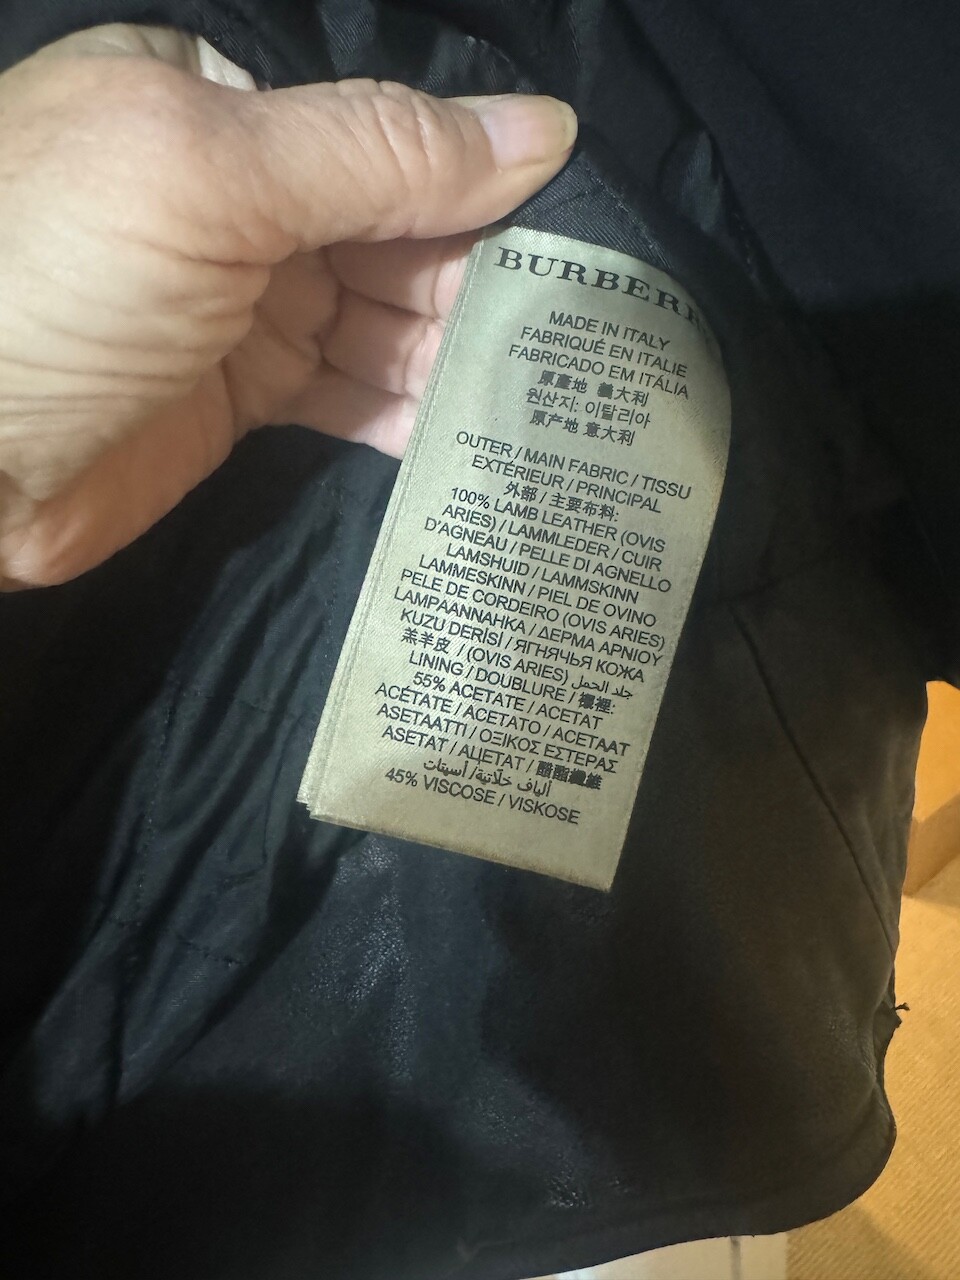 BURBERRY
MADE IN ITALY
FABRIQUÉ EN ITALIE
FABRICADO EM ITÁLIA
原產地 義大利
원산지: 이탈리아
原产地 意大利
OUTER / MAIN FABRIC / TISSU
EXTÉRIEUR / PRINCIPAL
外部 / 主要布料:
100% LAMB LEATHER (OVIS
ARIES) / LAMMLEDER / CUIR
D'AGNEAU / PELLE DI AGNELLO
LAMSHUID / LAMMSKINN
LAMMESKINN / PIEL DE OVINO
PELE DE CORDEIRO (OVIS ARIES)
LAMPAANNAHKA / ΔΕΡΜΑ ΑΡΝΙΟΥ
KUZU DERİSİ / ЯГНЯЧЬЯ КОЖА
羔羊皮 / (OVIS ARIES) جلد الحمل
LINING / DOUBLURE / 襯裡:
55% ACETATE / ACETAT
ACÉTATE / ACETATO / ACETAAT
ASETAATTI / ΟΞΙΚΟΣ ΕΣΤΕΡΑΣ
ASETAT / АЦЕТАТ / 醋酯纖維
ألياف خلّاتية/ أسيتات
45% VISCOSE / VISKOSE